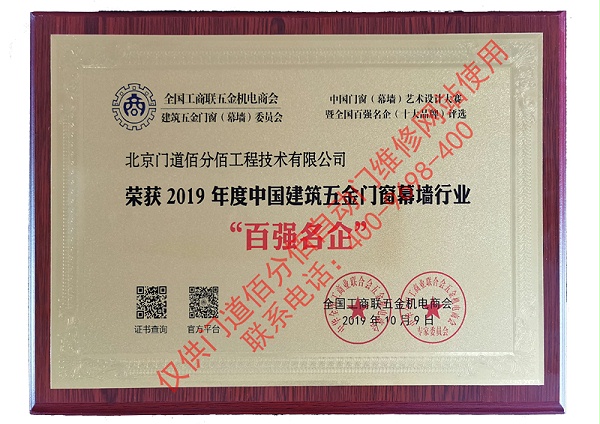 全国工商联五金机电商会
建筑五金门窗（幕墙）委员会
中国门窗（幕墙）艺术设计大赛
暨全国百强名企（十大品牌）评选
北京门道佰分佰工程技术有限公司
荣获 2019 年度中国建筑五金门窗幕墙行业
“百强名企”
证书查询
官方平台
全国工商联五金机电商会
2019 年 10 月 9 日
专家委员会
仅供门道佰分佰自动门维修网站使用